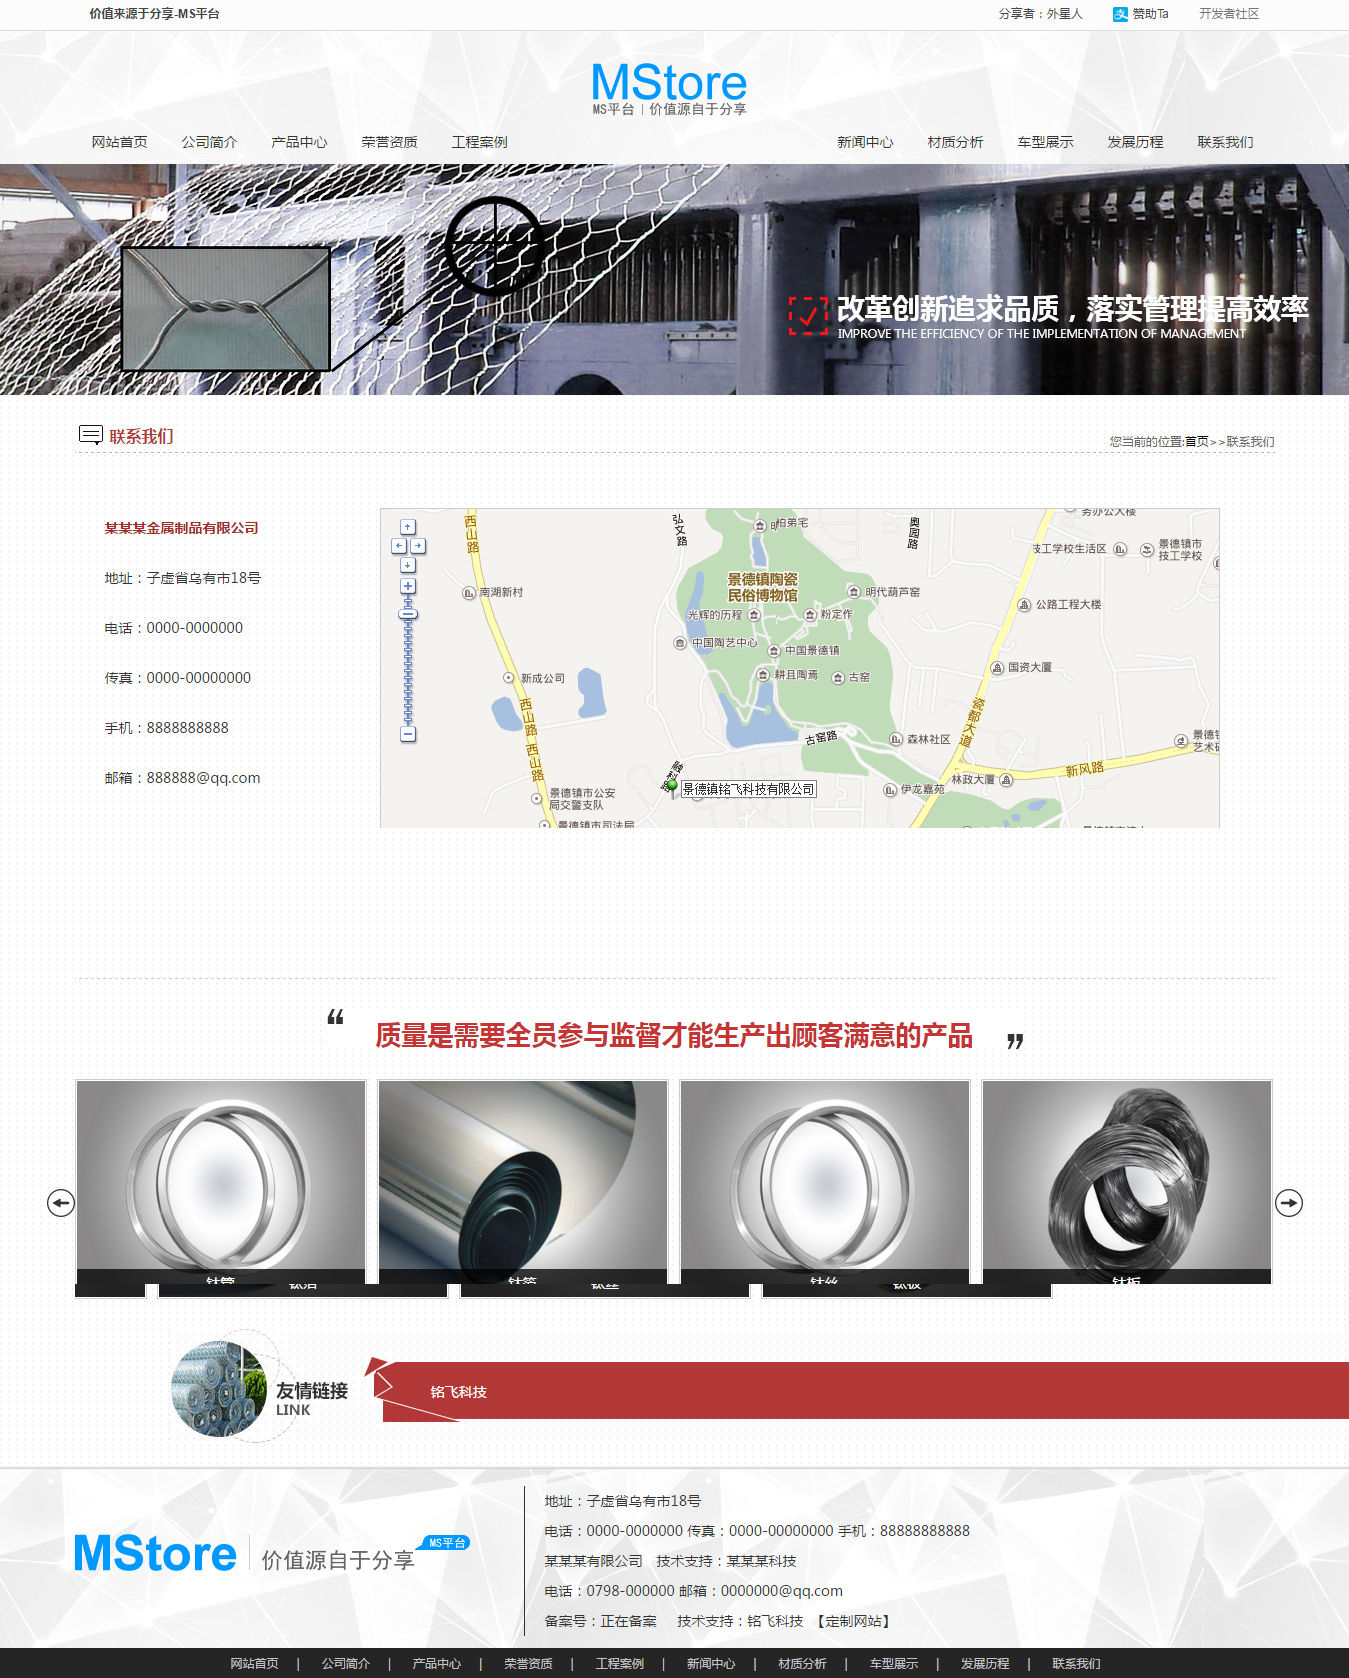 价值来源于分享-MS平台
分享者：外星人 赞助Ta 开发者社区
MStore
MS平台 | 价值源自于分享
网站首页 公司简介 产品中心 荣誉资质 工程案例 新闻中心 材质分析 车型展示 发展历程 联系我们
改革创新追求品质，落实管理提高效率
IMPROVE THE EFFICIENCY OF THE IMPLEMENTATION OF MANAGEMENT
联系我们
您当前的位置:首页>>联系我们
某某某金属制品有限公司
地址：子虚省乌有市18号
电话：0000-0000000
传真：0000-00000000
手机：8888888888
邮箱：888888@qq.com
西山路
弘文路
柏弟宅
奥园路
务办公大楼
技工学校生活区
景德镇市
技工学校
南湖新村
景德镇陶瓷
民俗博物馆
明代葫芦窑
公路工程大楼
光辉的历程
粉定作
中国陶艺中心
中国景德镇
国资大厦
新成公司
耕且陶焉
古窑
西山路
瓷都大道
古窑路
森林社区
西山路
林政大厦
新风路
景德镇市公安
局交警支队
景德镇铭飞科技有限公司
伊龙嘉苑
景德镇市司法局
“ 质量是需要全员参与监督才能生产出顾客满意的产品 ”
钛管 钛管 钛丝 钛板
钛丝 钛板
友情链接
LINK
铭飞科技
MStore 价值源自于分享 MS平台
地址：子虚省乌有市18号
电话：0000-0000000 传真：0000-00000000 手机：88888888888
某某某有限公司 技术支持：某某某科技
电话：0798-000000 邮箱：0000000@qq.com
备案号：正在备案 技术支持：铭飞科技 【定制网站】
网站首页 | 公司简介 | 产品中心 | 荣誉资质 | 工程案例 | 新闻中心 | 材质分析 | 车型展示 | 发展历程 | 联系我们